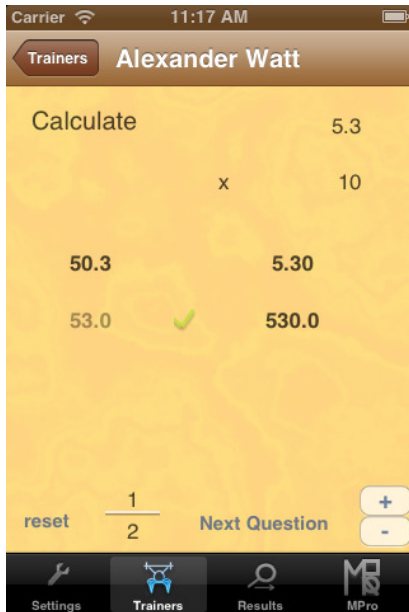 Carrier 11:17 AM
Trainers Alexander Watt
Calculate 5.3
x 10
50.3 5.30
53.0 530.0
1
reset Next Question +
2 -
Settings Trainers Results MPro